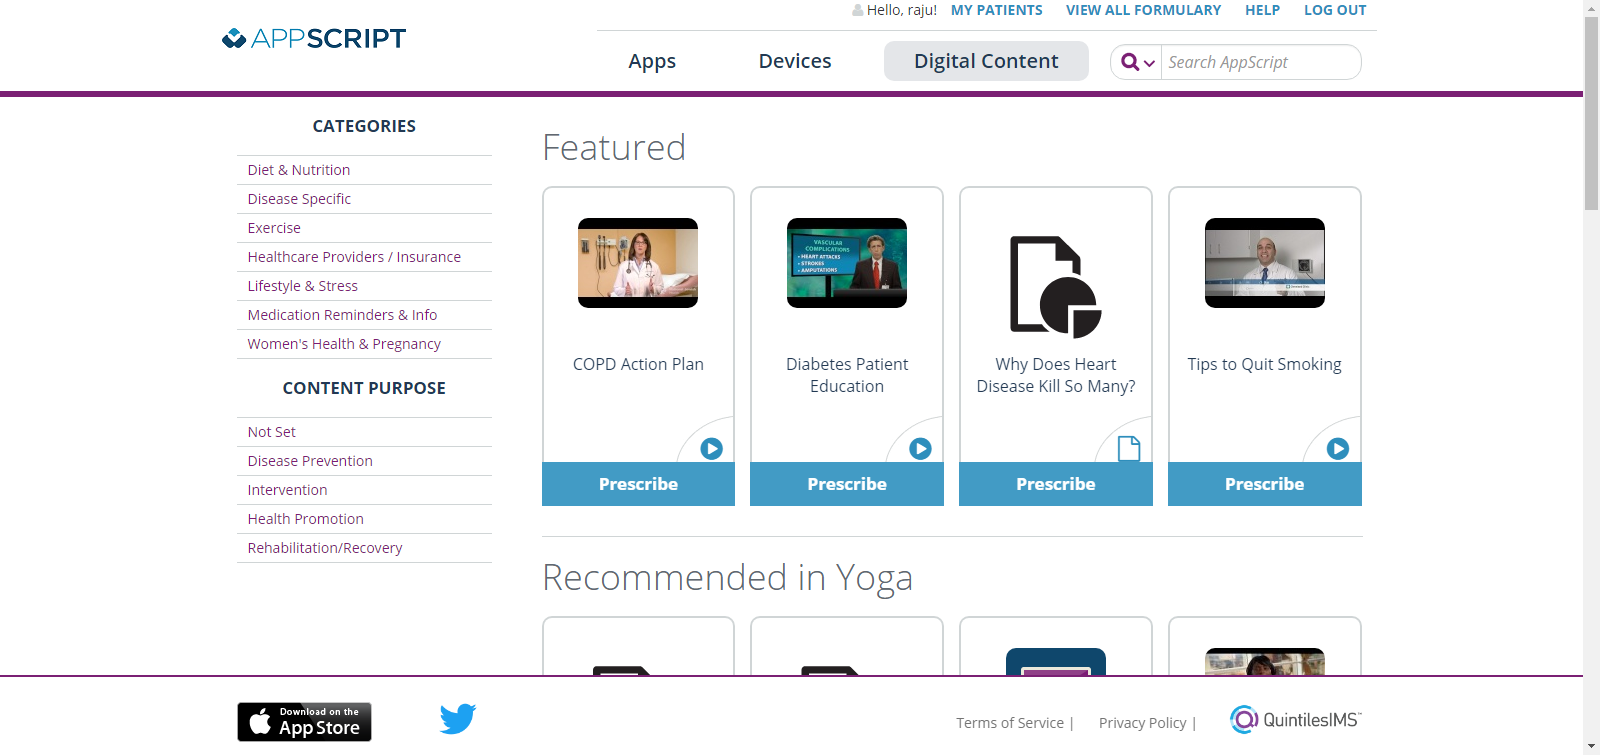 Hello, raju! MY PATIENTS VIEW ALL FORMULARY HELP LOG OUT
APPSCRIPT
Apps Devices Digital Content Search AppScript
CATEGORIES
Diet & Nutrition
Disease Specific
Exercise
Healthcare Providers / Insurance
Lifestyle & Stress
Medication Reminders & Info
Women's Health & Pregnancy
CONTENT PURPOSE
Not Set
Disease Prevention
Intervention
Health Promotion
Rehabilitation/Recovery
Featured
COPD Action Plan
Prescribe
VASCULAR
COMPLICATIONS
• HEART ATTACKS
• STROKES
• AMPUTATIONS
Diabetes Patient
Education
Prescribe
Why Does Heart
Disease Kill So Many?
Prescribe
Tips to Quit Smoking
Prescribe
Recommended in Yoga
Download on the
App Store
Terms of Service |
Privacy Policy |
QuintilesIMS™